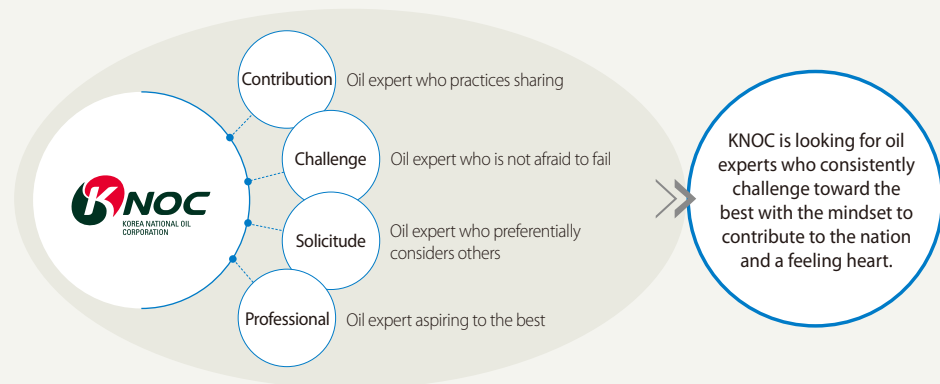 KNOC
KOREA NATIONAL OIL
CORPORATION
Contribution
Oil expert who practices sharing
Challenge
Oil expert who is not afraid to fail
Solicitude
Oil expert who preferentially
considers others
Professional
Oil expert aspiring to the best
KNOC is looking for oil
experts who consistently
challenge toward the
best with the mindset to
contribute to the nation
and a feeling heart.